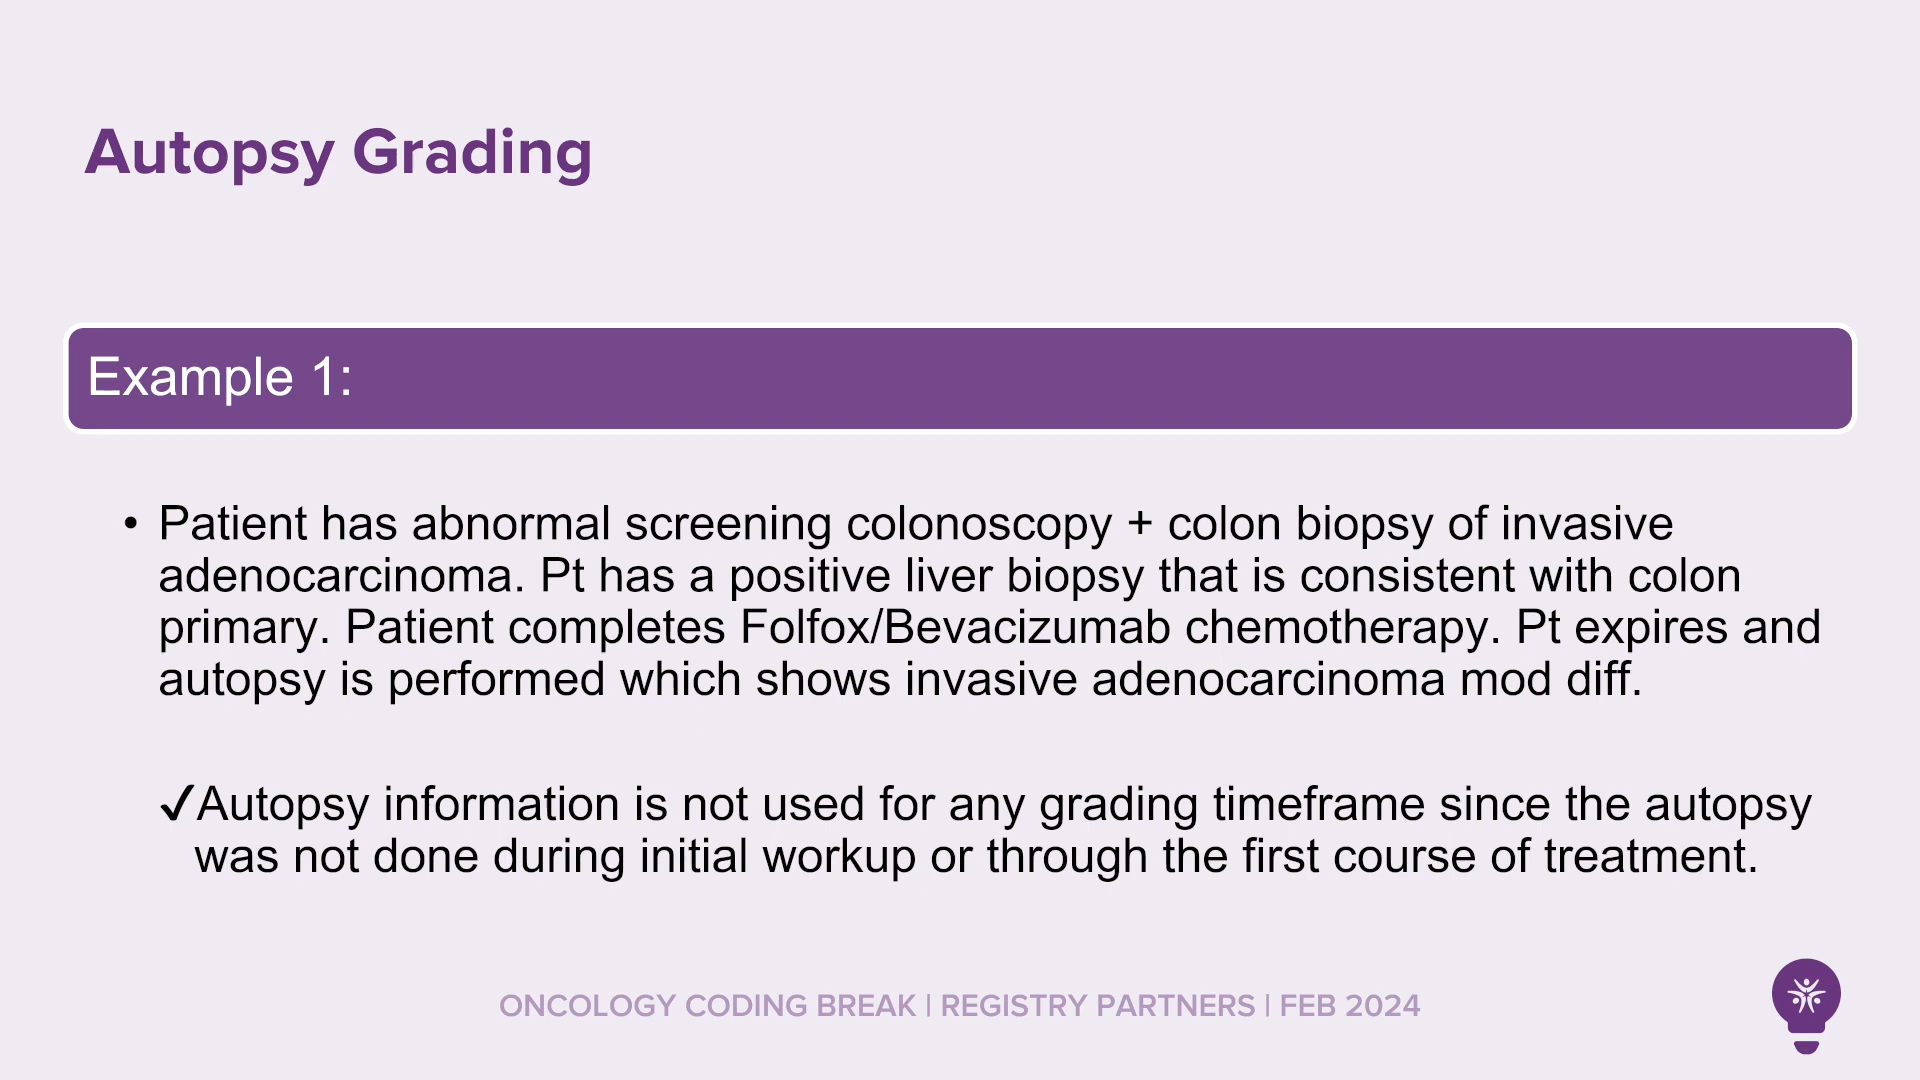 Autopsy Grading
Example 1:
• Patient has abnormal screening colonoscopy + colon biopsy of invasive
adenocarcinoma. Pt has a positive liver biopsy that is consistent with colon
primary. Patient completes Folfox/Bevacizumab chemotherapy. Pt expires and
autopsy is performed which shows invasive adenocarcinoma mod diff.
✓Autopsy information is not used for any grading timeframe since the autopsy
was not done during initial workup or through the first course of treatment.
ONCOLOGY CODING BREAK | REGISTRY PARTNERS | FEB 2024